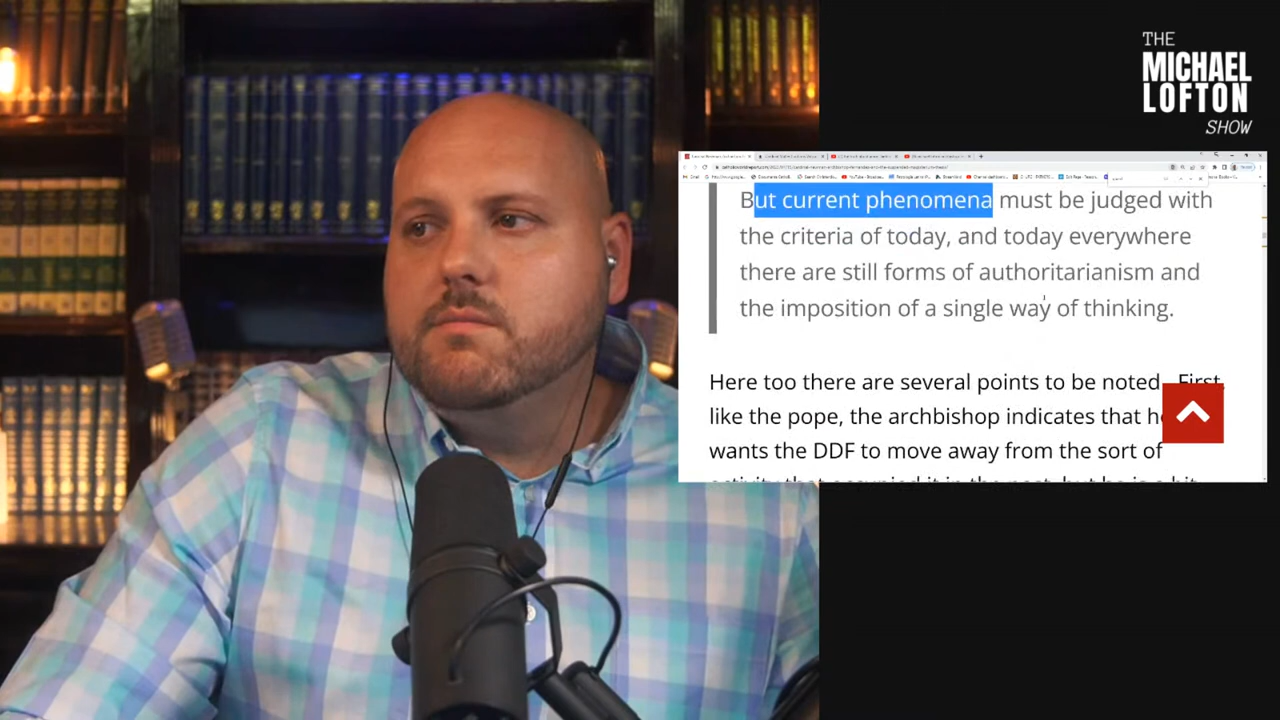 THE
MICHAEL
LOFTON
SHOW
But current phenomena must be judged with
the criteria of today, and today everywhere
there are still forms of authoritarianism and
the imposition of a single way of thinking.
Here too there are several points to be noted. First,
like the pope, the archbishop indicates that
wants the DDF to move away from the sort of